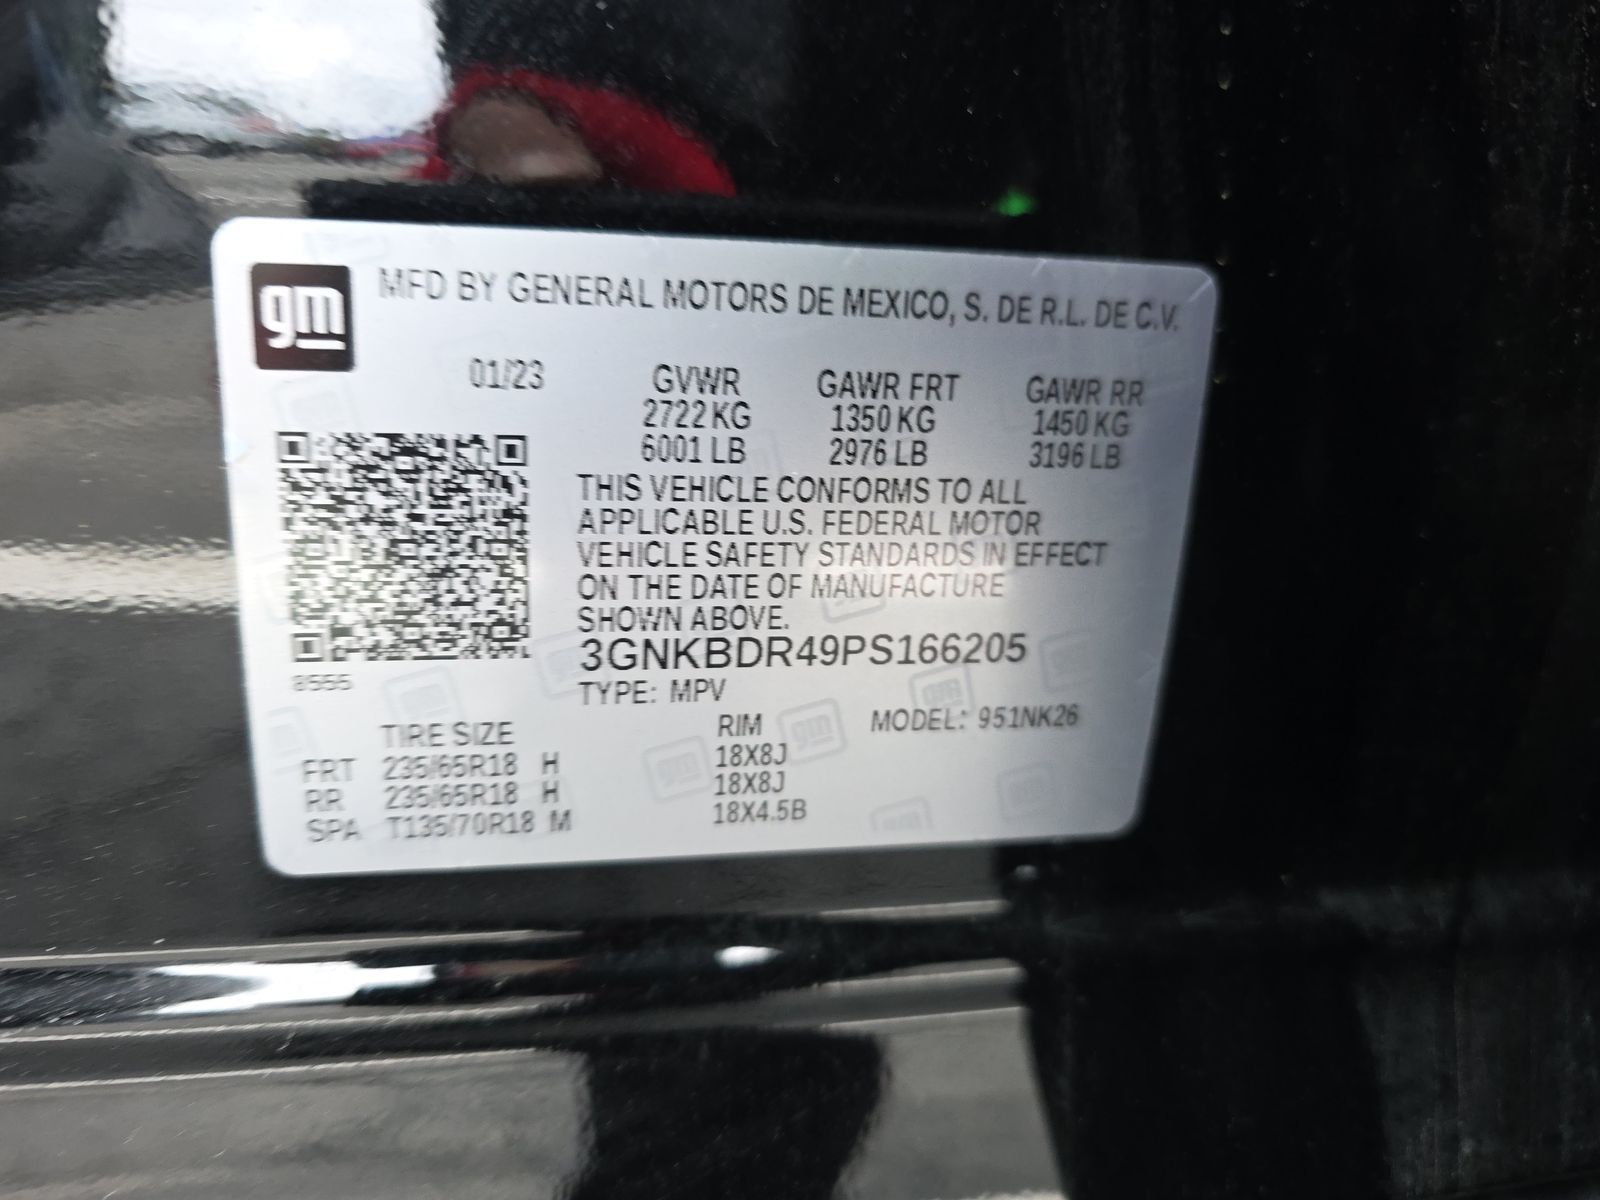 gm
MFD BY GENERAL MOTORS DE MEXICO, S. DE R.L. DE C.V.
01/23
GVWR GAWR FRT GAWR RR
2722 KG 1350 KG 1450 KG
6001 LB 2976 LB 3196 LB
THIS VEHICLE CONFORMS TO ALL
APPLICABLE U.S. FEDERAL MOTOR
VEHICLE SAFETY STANDARDS IN EFFECT
ON THE DATE OF MANUFACTURE
SHOWN ABOVE.
3GNKBDR49PS166205
8555
TYPE: MPV
TIRE SIZE RIM MODEL: 951NK26
FRT 235/65R18 H 18X8J
RR 235/65R18 H 18X8J
SPA T135/70R18 M 18X4.5B